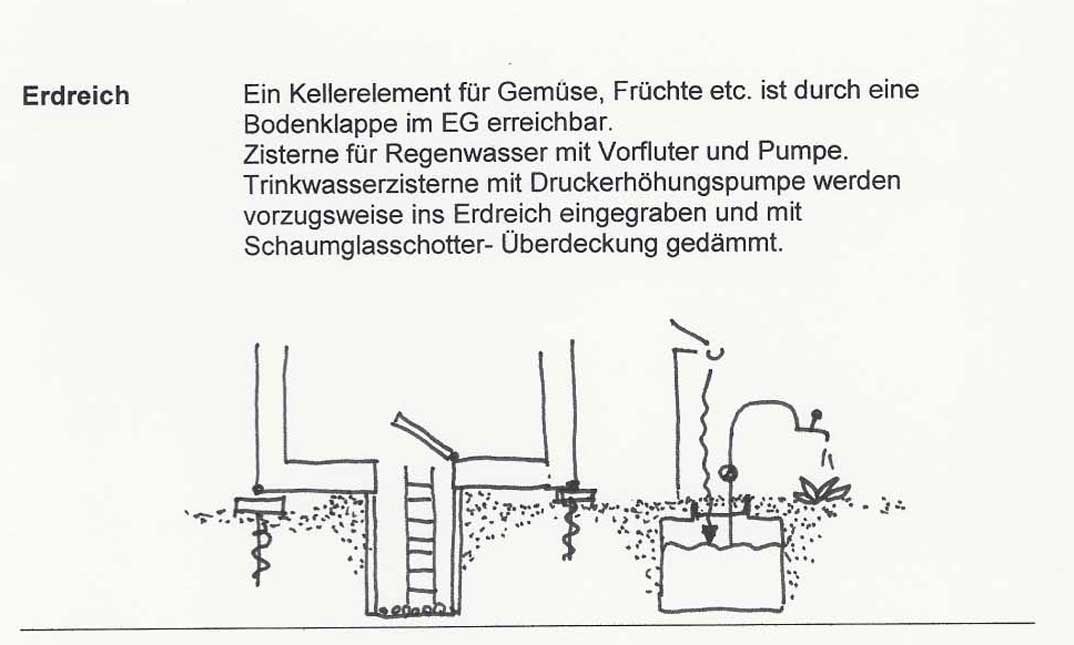 Erdreich
Ein Kellerelement für Gemüse, Früchte etc. ist durch eine
Bodenklappe im EG erreichbar.
Zisterne für Regenwasser mit Vorfluter und Pumpe.
Trinkwasserzisterne mit Druckerhöhungspumpe werden
vorzugsweise ins Erdreich eingegraben und mit
Schaumglasschotter- Überdeckung gedämmt.